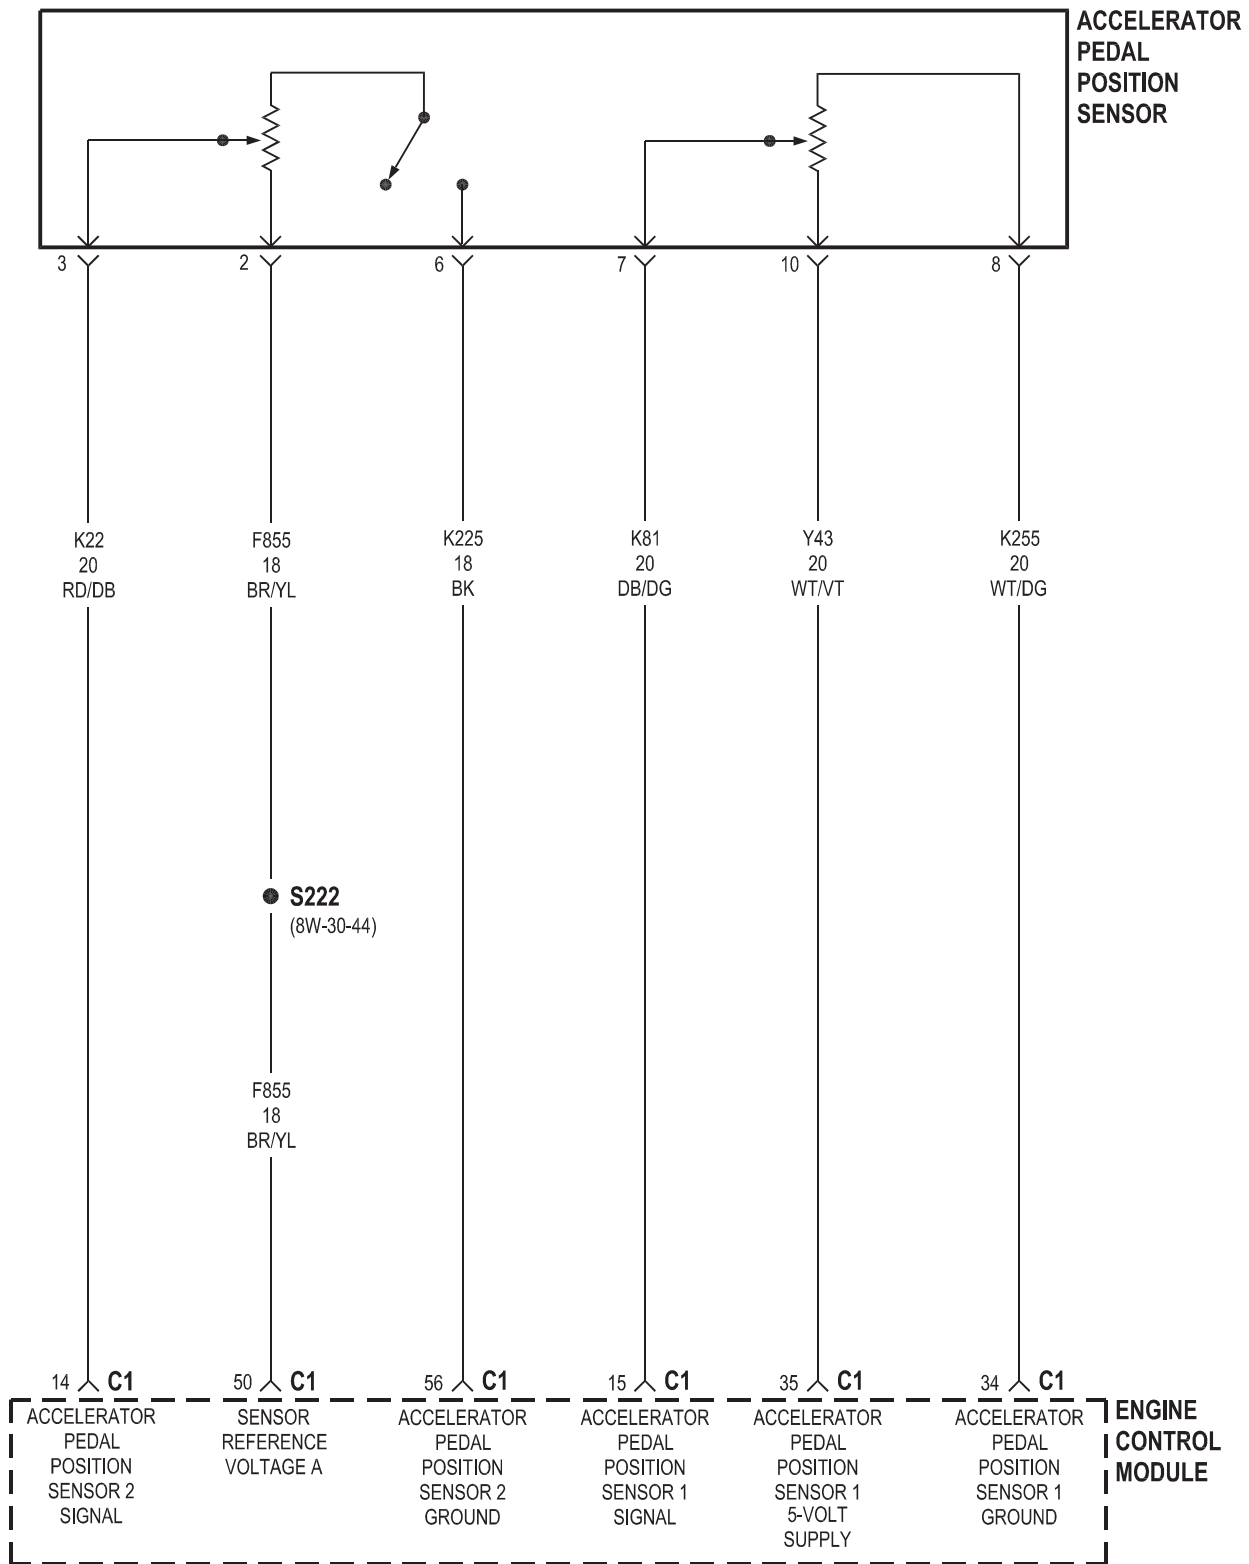 ACCELERATOR
PEDAL
POSITION
SENSOR
3
2
6
7
10
8
K22
20
RD/DB
F855
18
BR/YL
K225
18
BK
K81
20
DB/DG
Y43
20
WT/VT
K255
20
WT/DG
S222
(8W-30-44)
F855
18
BR/YL
14 C1
50 C1
56 C1
15 C1
35 C1
34 C1
ACCELERATOR
PEDAL
POSITION
SENSOR 2
SIGNAL
SENSOR
REFERENCE
VOLTAGE A
ACCELERATOR
PEDAL
POSITION
SENSOR 2
GROUND
ACCELERATOR
PEDAL
POSITION
SENSOR 1
SIGNAL
ACCELERATOR
PEDAL
POSITION
SENSOR 1
5-VOLT
SUPPLY
ACCELERATOR
PEDAL
POSITION
SENSOR 1
GROUND
ENGINE
CONTROL
MODULE